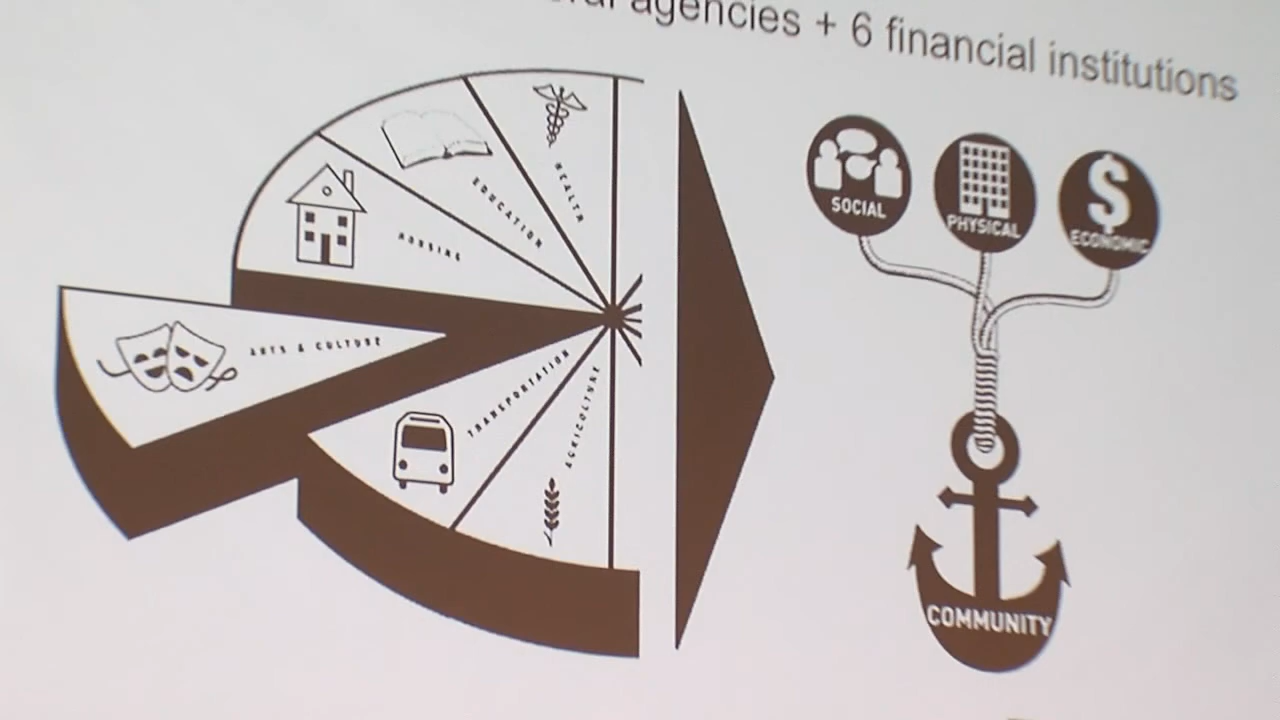 agencies + 6 financial institutions
HEALTH
EDUCATION
HOUSING
ARTS & CULTURE
TRANSPORTATION
AGRICULTURE
SOCIAL
PHYSICAL
ECONOMIC
$
COMMUNITY